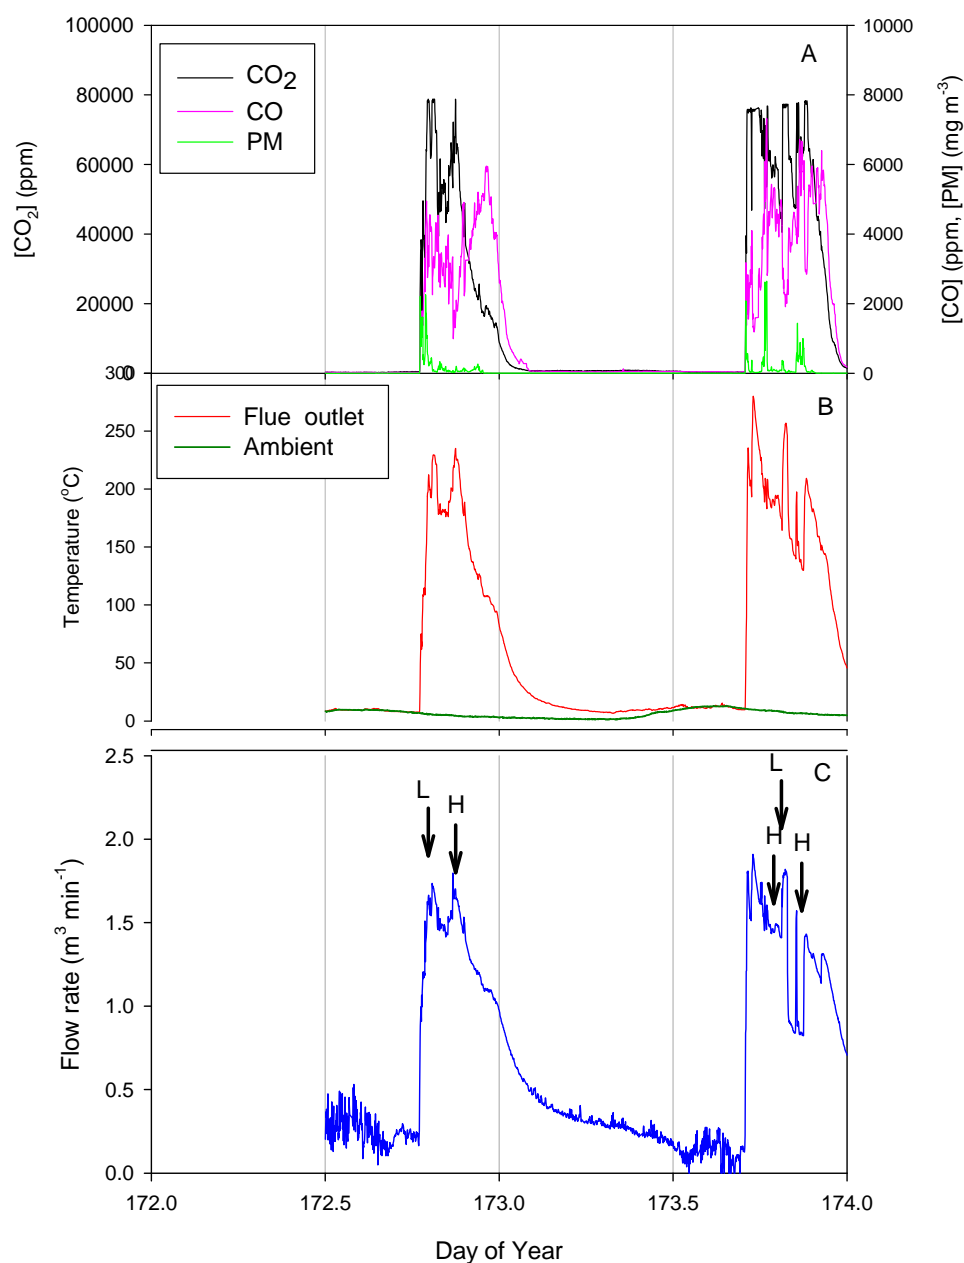 100000
80000
60000
40000
20000
0
[CO2] (ppm)
10000
8000
6000
4000
2000
0
[CO] (ppm, [PM] (mg m-3)
A
CO2
CO
PM
300
250
200
150
100
50
0
Temperature (oC)
B
Flue outlet
Ambient
2.5
2.0
1.5
1.0
0.5
0.0
Flow rate (m3 min-1)
C
L
H
L
H
H
172.0 172.5 173.0 173.5 174.0
Day of Year